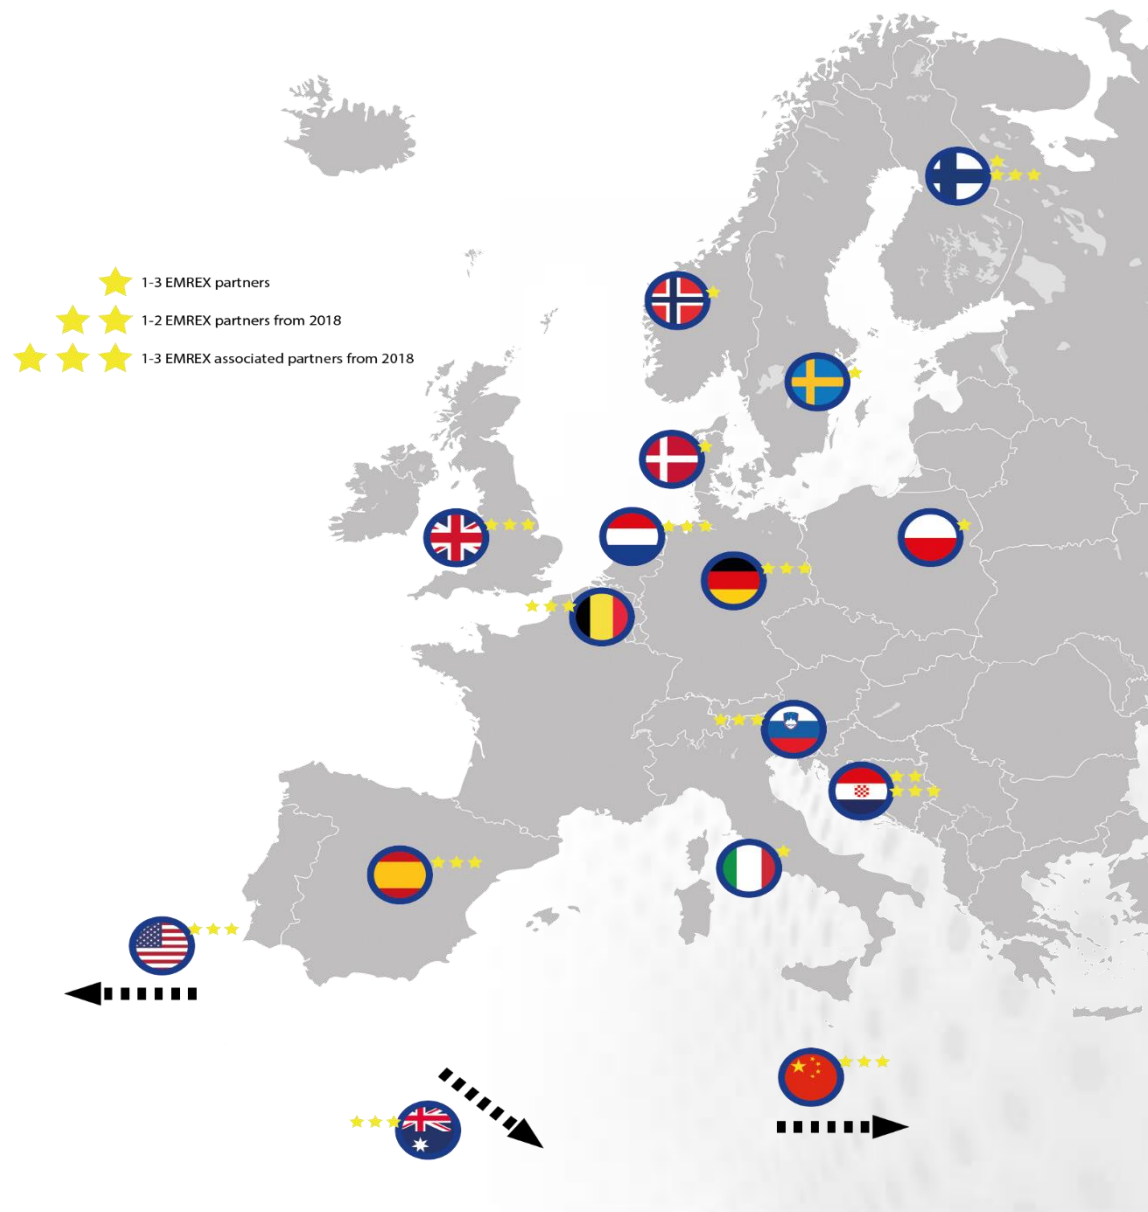 1-3 EMREX partners
1-2 EMREX partners from 2018
1-3 EMREX associated partners from 2018